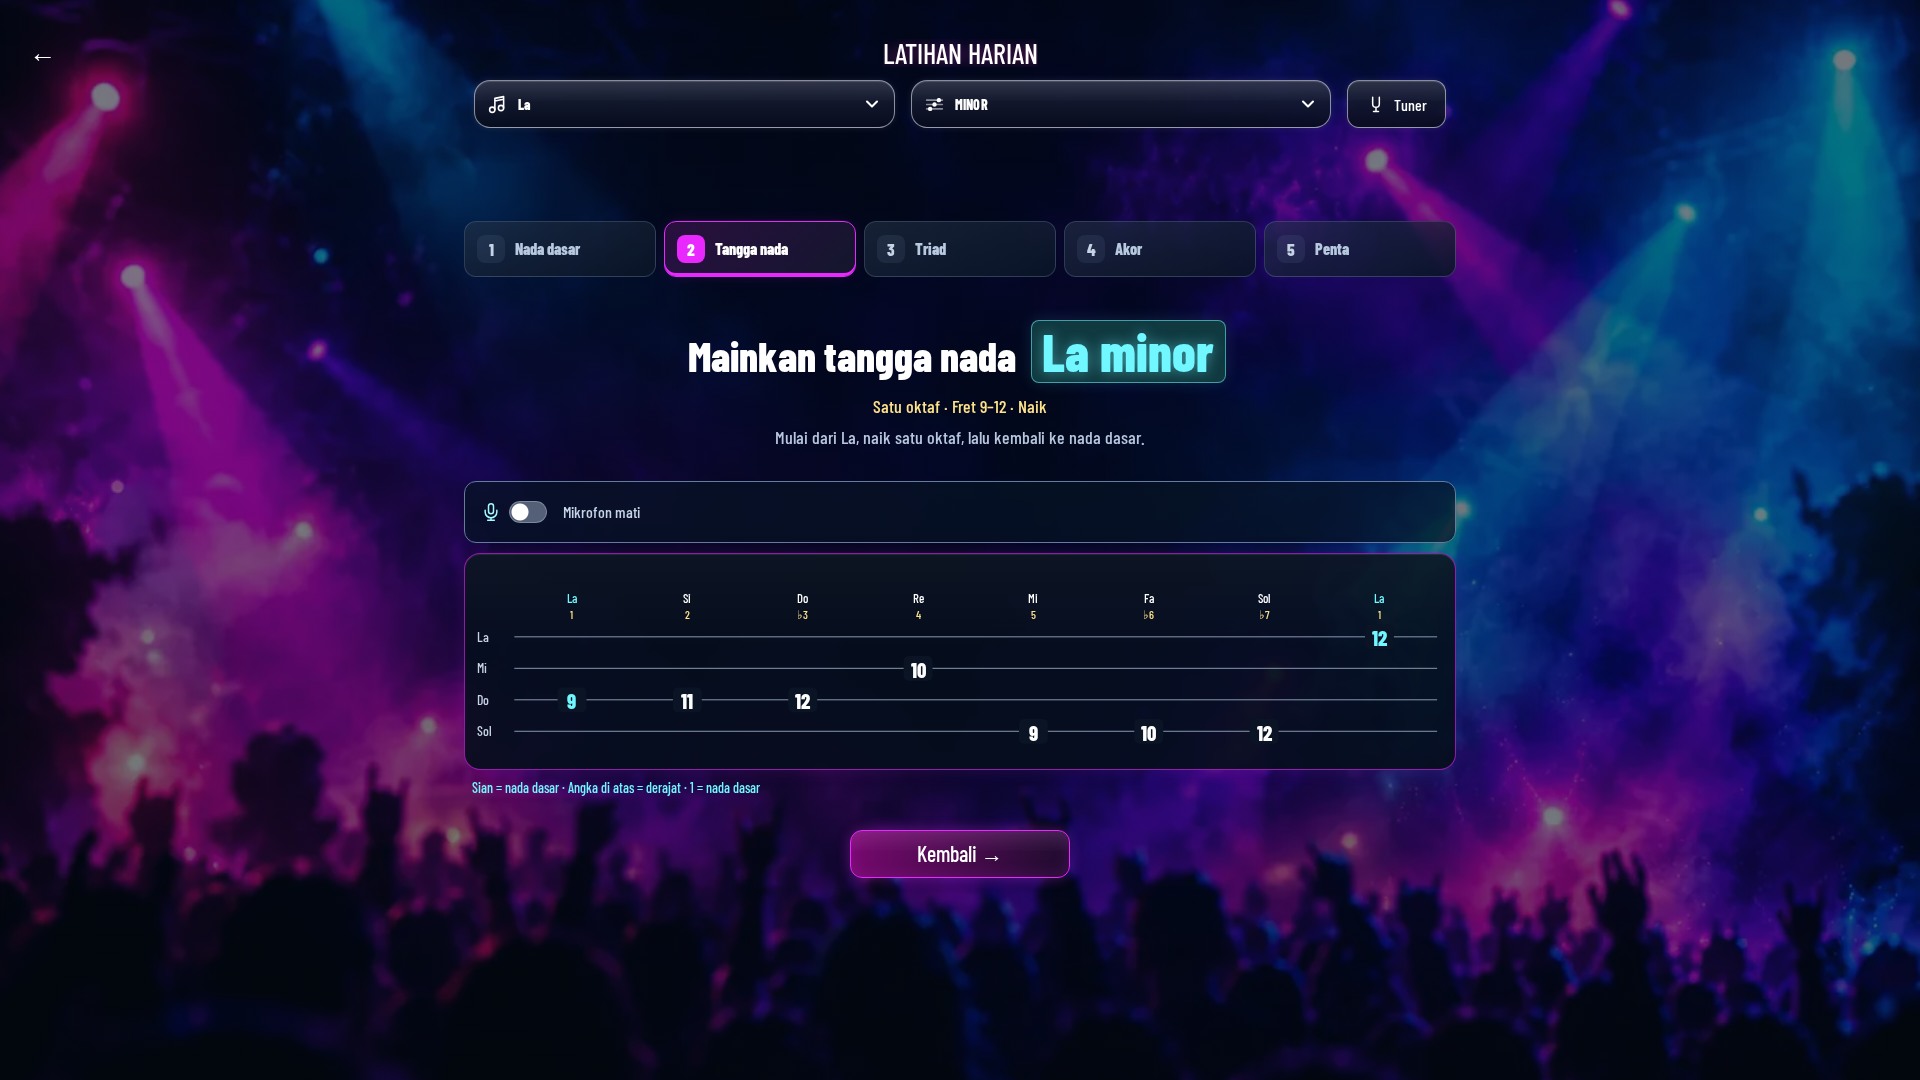 ←
LATIHAN HARIAN
La
MINOR
Tuner
1 Nada dasar
2 Tangga nada
3 Triad
4 Akor
5 Penta
Mainkan tangga nada La minor
Satu oktaf · Fret 9–12 · Naik
Mulai dari La, naik satu oktaf, lalu kembali ke nada dasar.
Mikrofon mati
La Si Do Re Mi Fa Sol La
1 2 ♭3 4 5 ♭6 ♭7 1
La 12
Mi 10
Do 9 11 12
Sol 9 10 12
Sian = nada dasar · Angka di atas = derajat · 1 = nada dasar
Kembali →